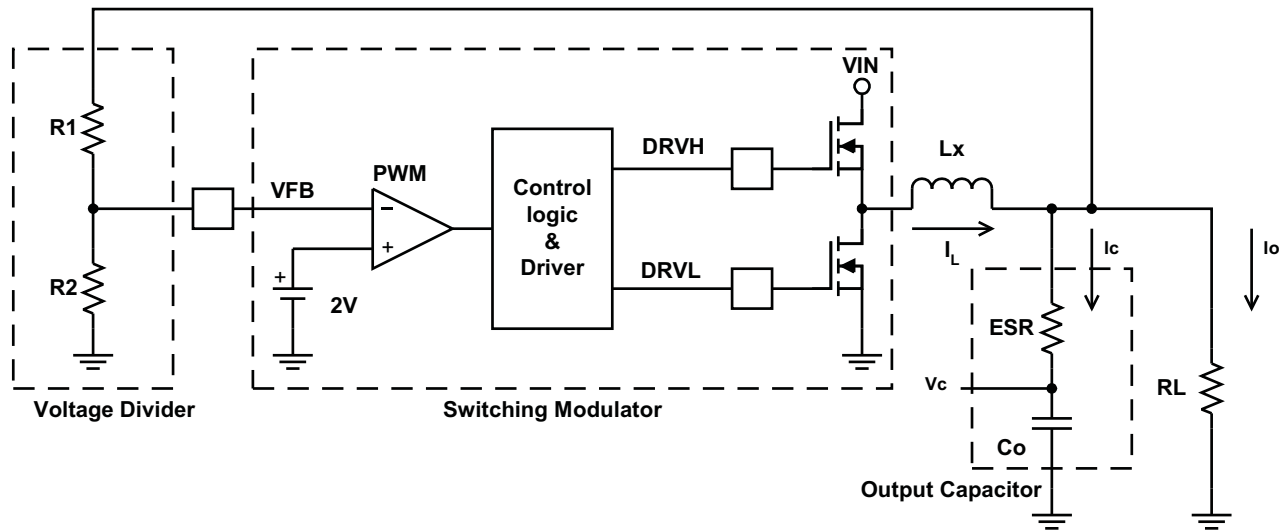 VIN
R1
DRVH
Lx
PWM
VFB
−
Control
logic
&
Driver
+
+
2V
R2
DRVL
IL
Ic
Io
ESR
Vc
RL
Co
Voltage Divider
Switching Modulator
Output Capacitor